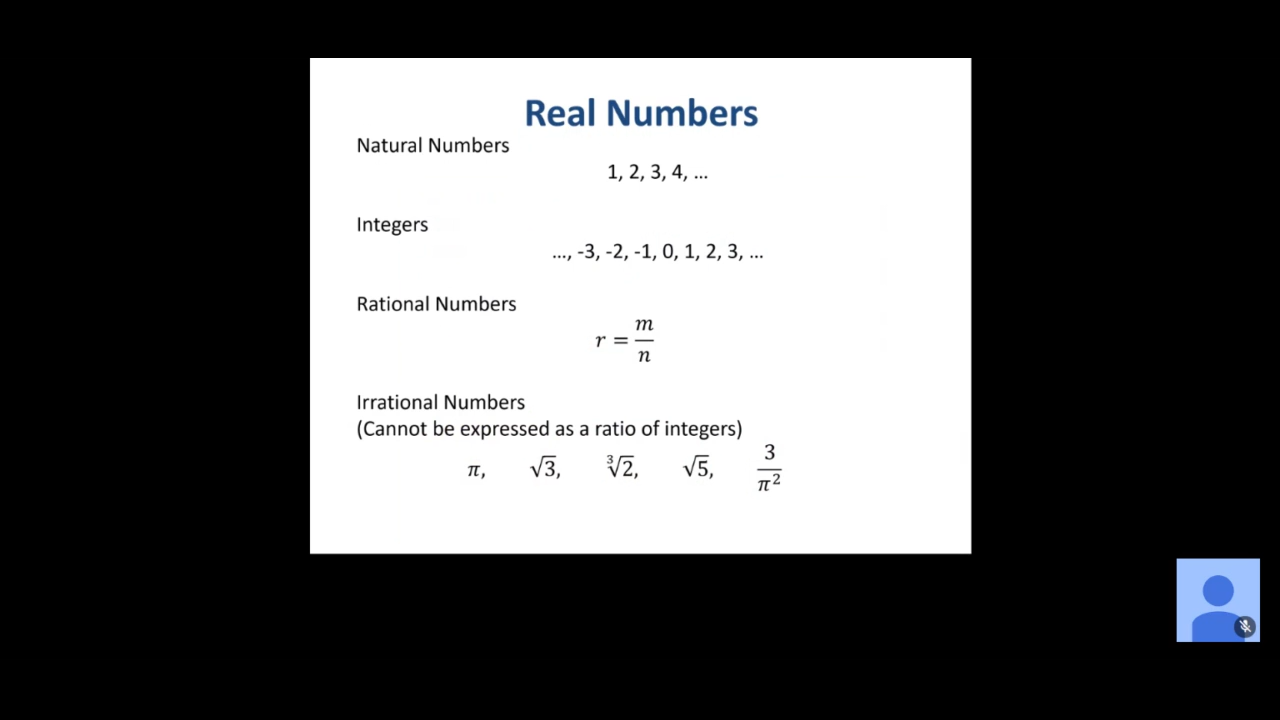 Real Numbers
Natural Numbers
1, 2, 3, 4, ...
Integers
..., -3, -2, -1, 0, 1, 2, 3, ...
Rational Numbers
r = m/n
Irrational Numbers
(Cannot be expressed as a ratio of integers)
π, √3, ∛2, √5, 3/π²